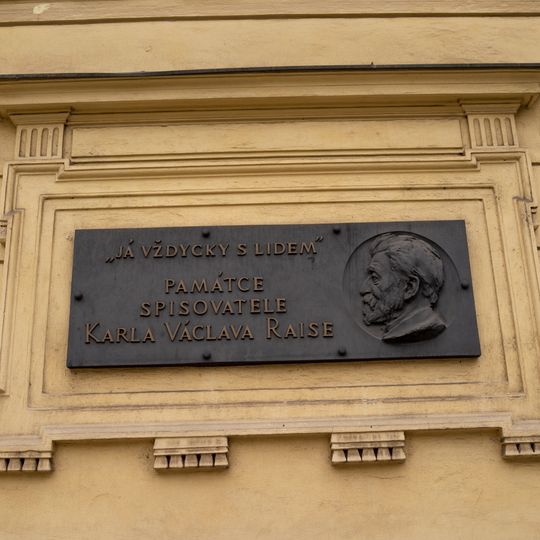 „JÁ VŽDYCKY S LIDEM“
PAMÁTCE
SPISOVATELE
KARLA VÁCLAVA RAISE